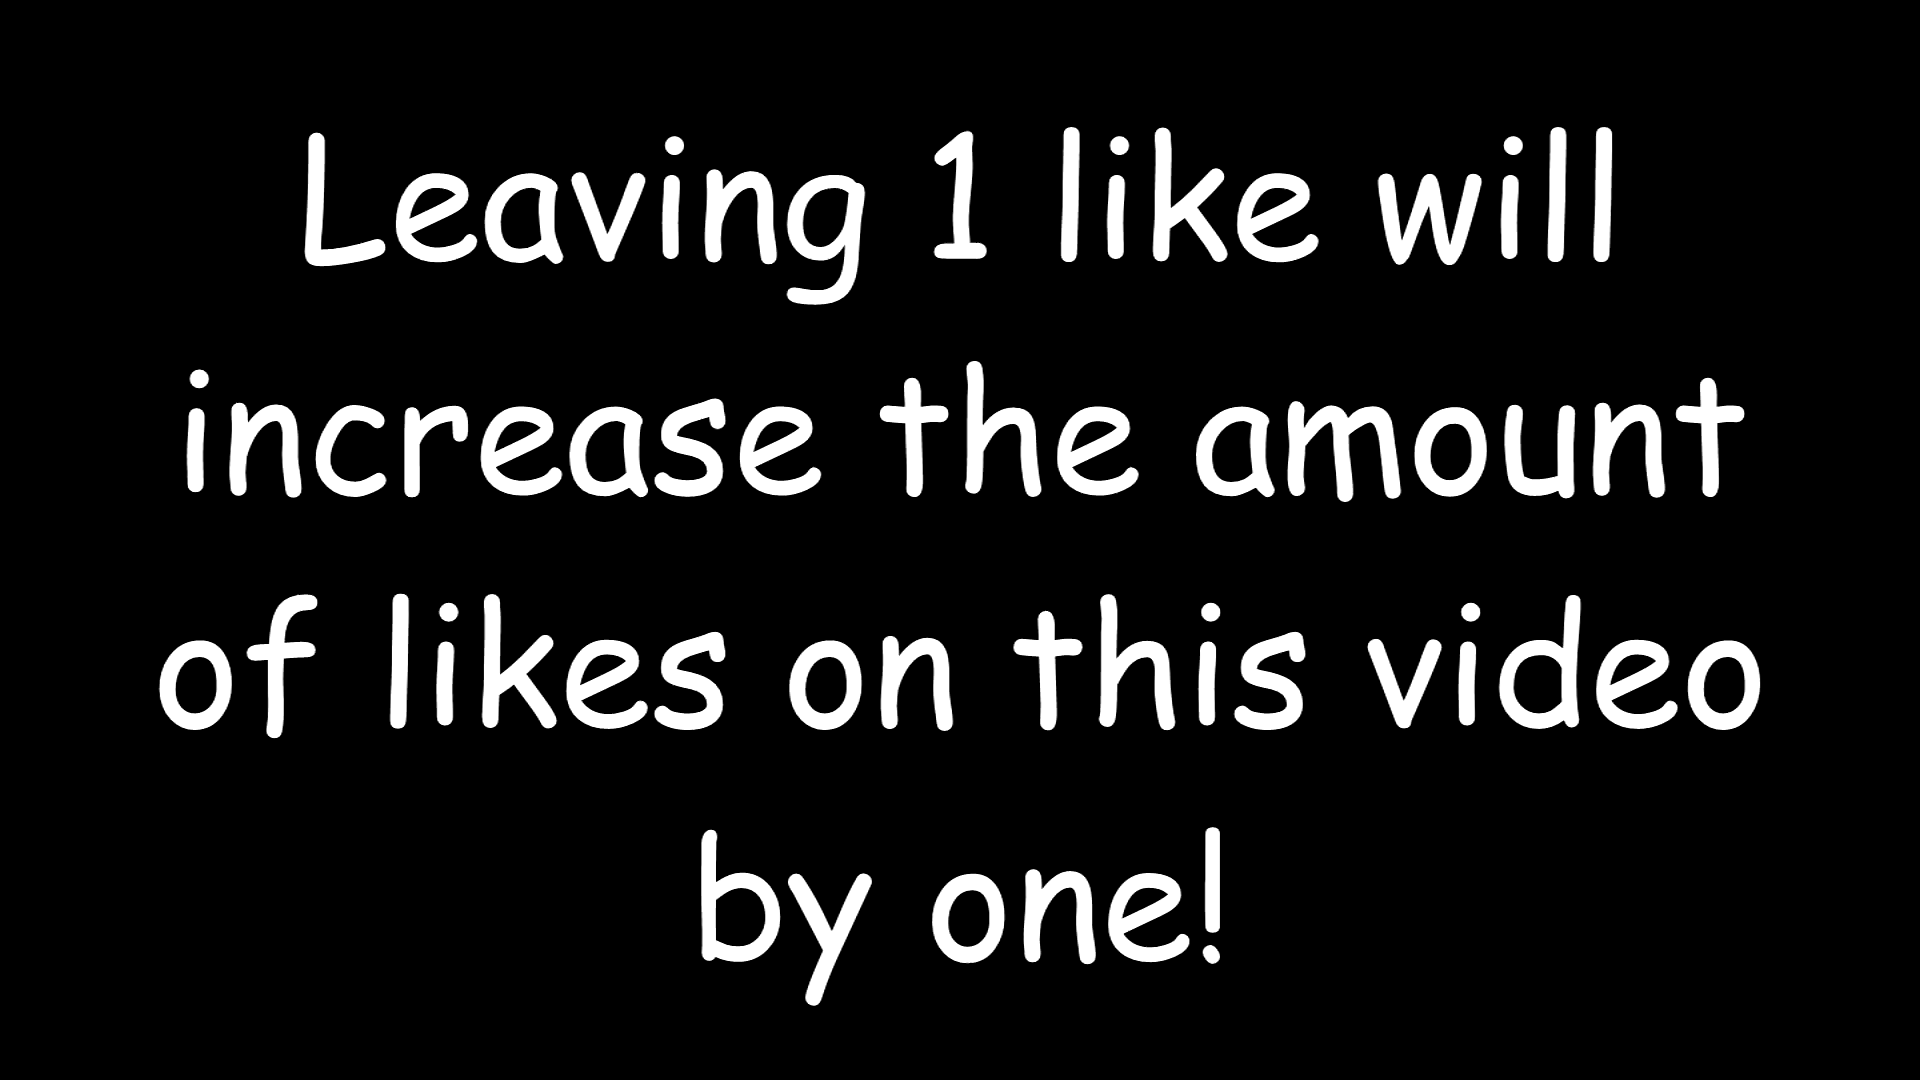 Leaving 1 like will
increase the amount
of likes on this video
by one!